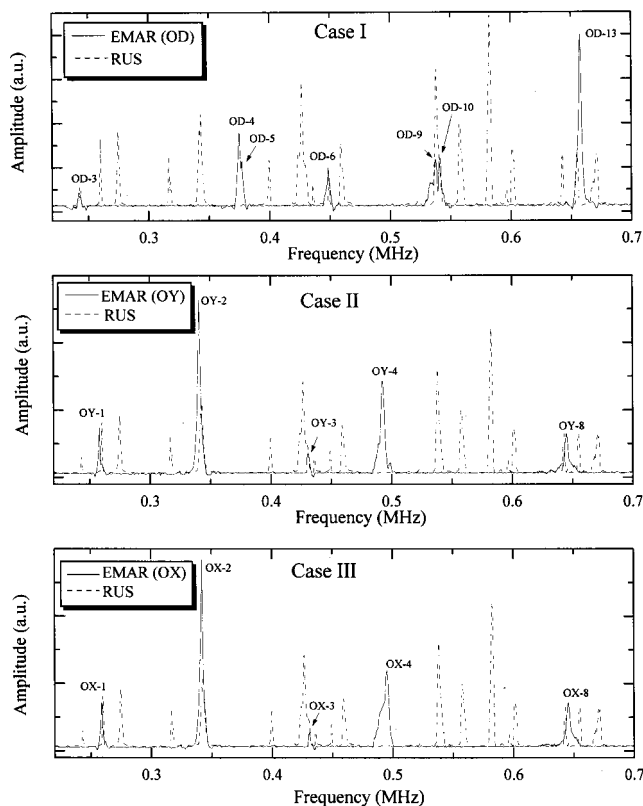 Case I
EMAR (OD)
RUS
OD-3
OD-4
OD-5
OD-6
OD-9
OD-10
OD-13
Amplitude (a.u.)
0.3 0.4 0.5 0.6 0.7
Frequency (MHz)
Case II
EMAR (OY)
RUS
OY-1
OY-2
OY-3
OY-4
OY-8
Amplitude (a.u.)
0.3 0.4 0.5 0.6 0.7
Frequency (MHz)
Case III
EMAR (OX)
RUS
OX-1
OX-2
OX-3
OX-4
OX-8
Amplitude (a.u.)
0.3 0.4 0.5 0.6 0.7
Frequency (MHz)